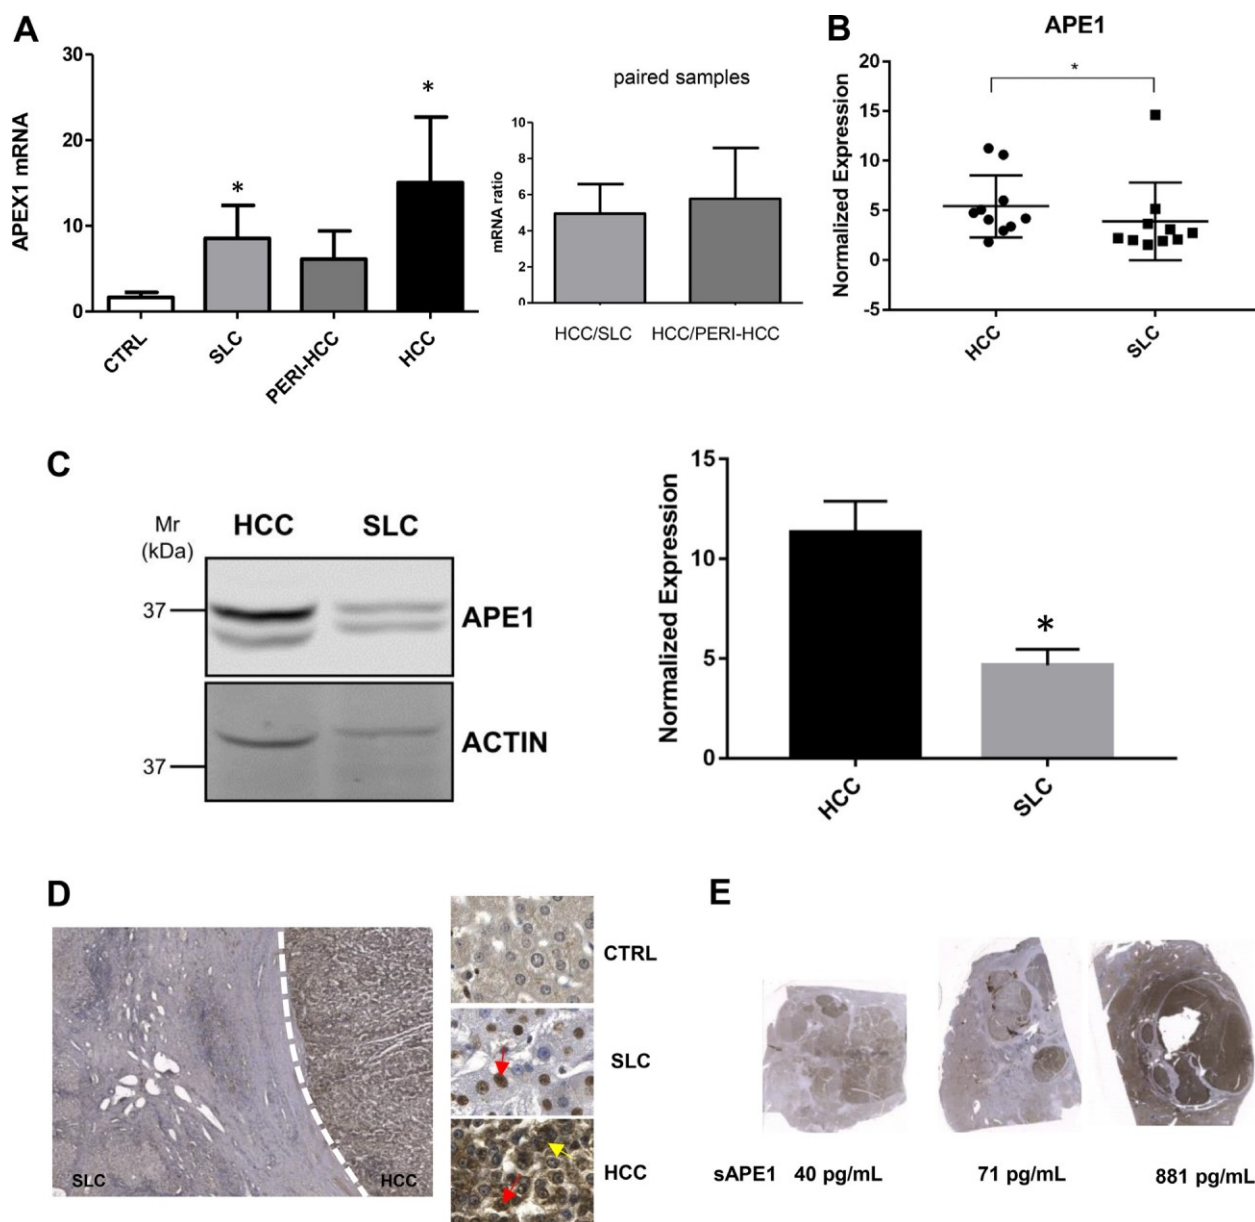 A
APEX1 mRNA
30
20
10
0
*
*
CTRL
SLC
PERI-HCC
HCC
paired samples
mRNA ratio
10
8
6
4
2
0
HCC/SLC
HCC/PERI-HCC
B
APE1
Normalized Expression
20
15
10
5
0
-5
*
HCC
SLC
C
Mr
(kDa)
HCC
SLC
37
APE1
37
ACTIN
Normalized Expression
15
10
5
0
*
HCC
SLC
D
SLC
HCC
CTRL
SLC
HCC
E
sAPE1 40 pg/mL 71 pg/mL 881 pg/mL